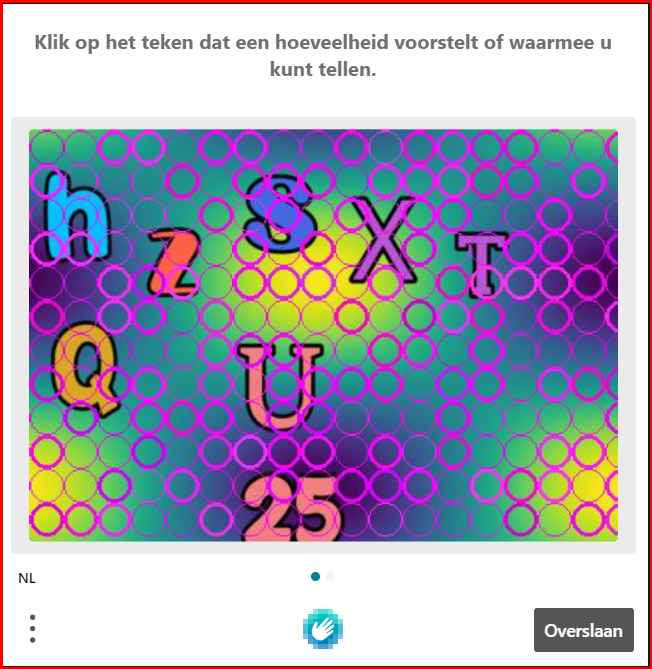 Klik op het teken dat een hoeveelheid voorstelt of waarmee u
kunt tellen.
h Z S X T
Q U
25
NL
Overslaan